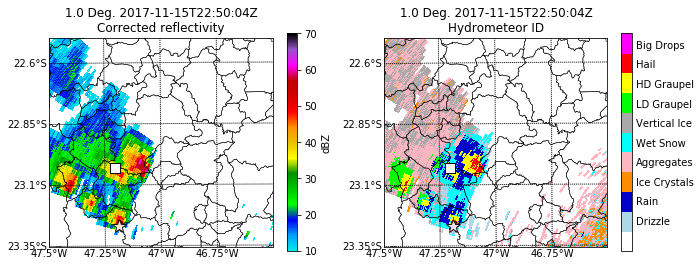 1.0 Deg. 2017-11-15T22:50:04Z
Corrected reflectivity
22.6°S
22.85°S
23.1°S
23.35°S
47.5°W
47.25°W
47°W
46.75°W
70
60
50
40
30
20
10
dBZ
1.0 Deg. 2017-11-15T22:50:04Z
Hydrometeor ID
22.6°S
22.85°S
23.1°S
23.35°S
47.5°W
47.25°W
47°W
46.75°W
Big Drops
Hail
HD Graupel
LD Graupel
Vertical Ice
Wet Snow
Aggregates
Ice Crystals
Rain
Drizzle